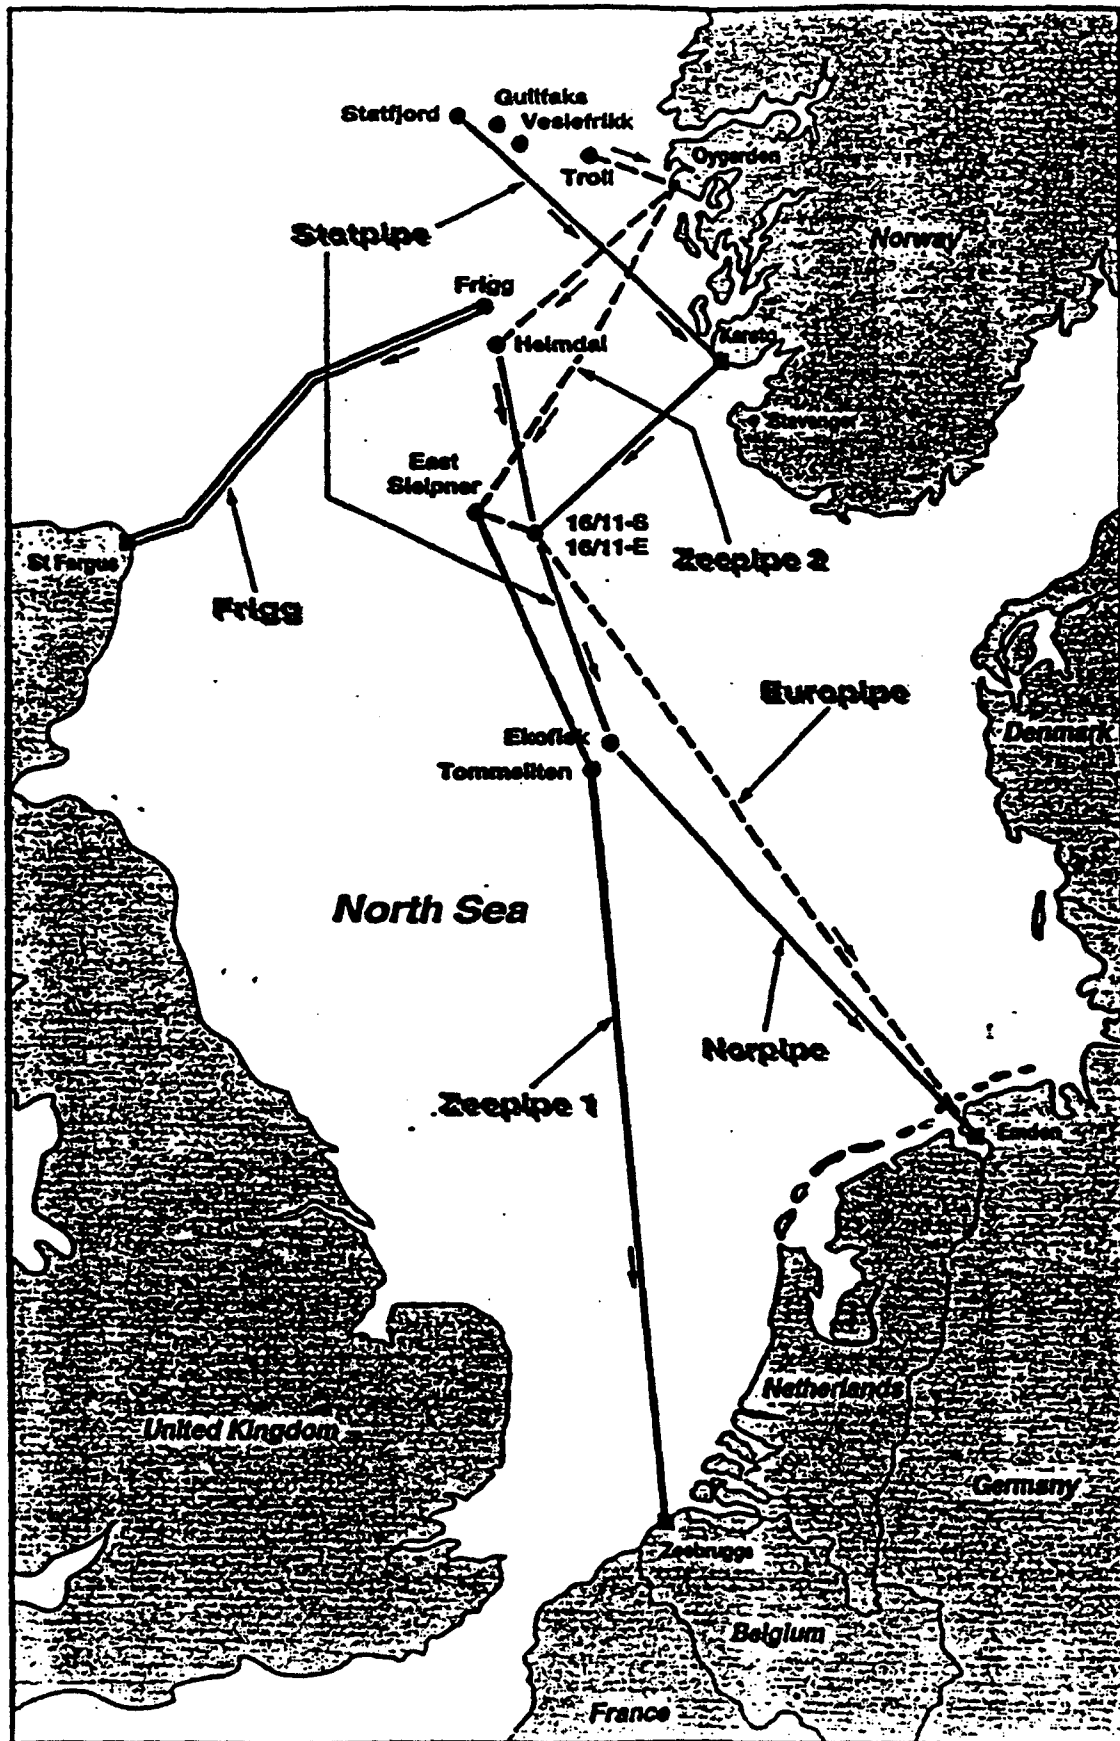 Statfjord
Gullfaks
Veslefrikk
Troll
Oygarden
Norway
Statpipe
Frigg
Heimdal
Karsto
Stavanger
East
Sleipner
16/11-S
16/11-E
Zeepipe 2
St Fergus
Frigg
Europipe
Denmark
Ekofisk
Tommeliten
North Sea
Norpipe
Zeepipe 1
Emden
Netherlands
United Kingdom
Germany
Zeebrugge
Belgium
France